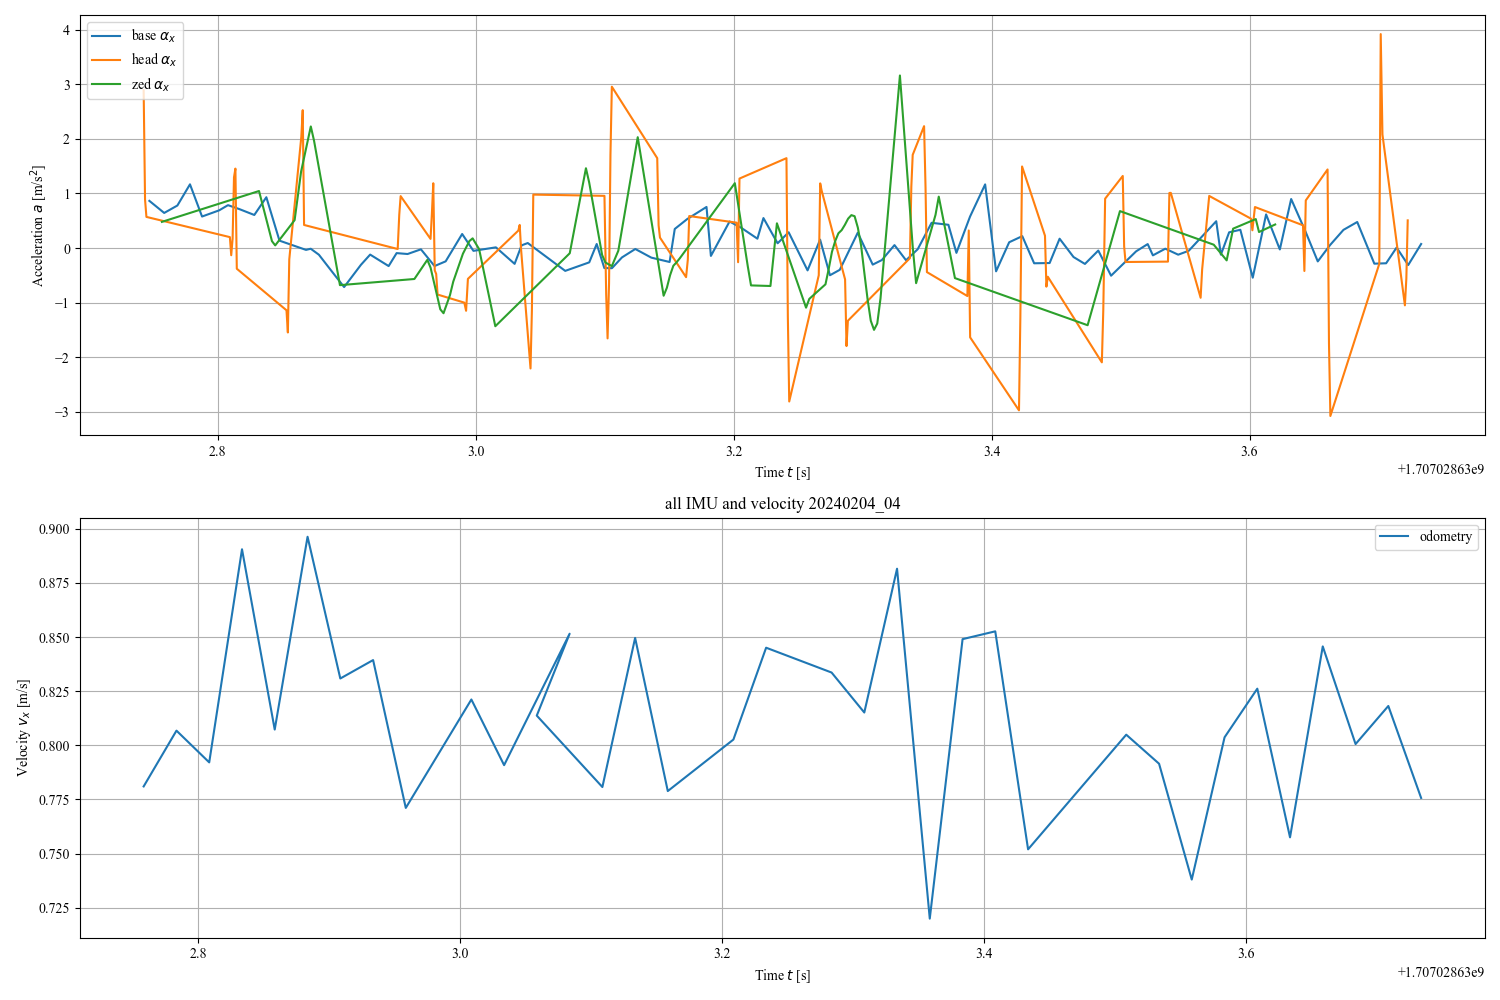 base αx
head αx
zed αx
4
3
2
1
0
−1
−2
−3
Acceleration a [m/s²]
2.8 3.0 3.2 3.4 3.6
Time t [s]
+1.70702863e9
all IMU and velocity 20240204_04
odometry
0.900
0.875
0.850
0.825
0.800
0.775
0.750
0.725
Velocity vx [m/s]
2.8 3.0 3.2 3.4 3.6
Time t [s]
+1.70702863e9